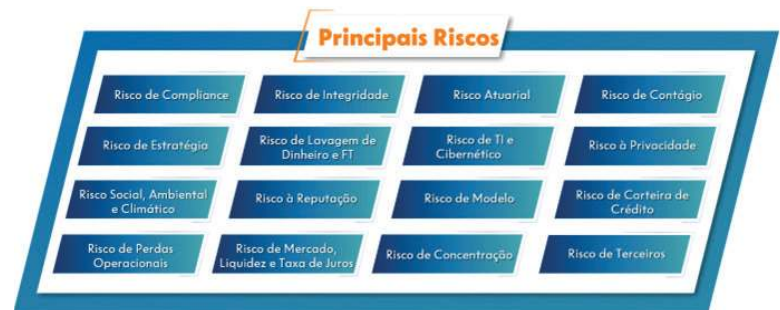 Principais Riscos
Risco de Compliance
Risco de Integridade
Risco Atuarial
Risco de Contágio
Risco de Estratégia
Risco de Lavagem de
Dinheiro e FT
Risco de TI e
Cibernético
Risco à Privacidade
Risco Social, Ambiental
e Climático
Risco à Reputação
Risco de Modelo
Risco de Carteira de
Crédito
Risco de Perdas
Operacionais
Risco de Mercado,
Liquidez e Taxa de Juros
Risco de Concentração
Risco de Terceiros